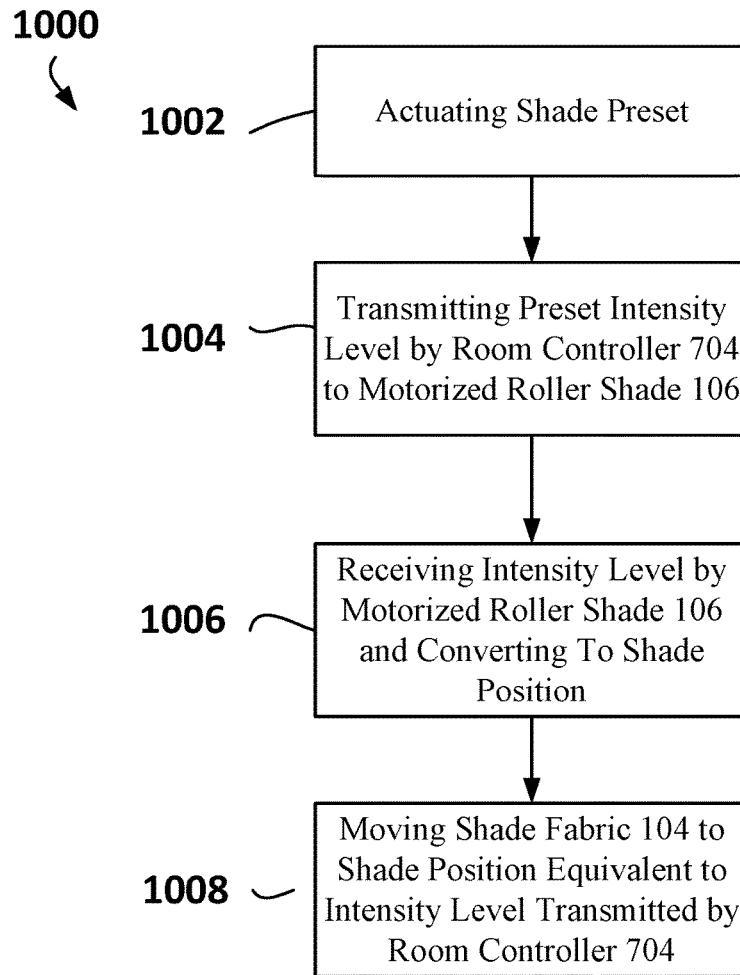 1000
1002
Actuating Shade Preset
1004
Transmitting Preset Intensity
Level by Room Controller 704
to Motorized Roller Shade 106
1006
Receiving Intensity Level by
Motorized Roller Shade 106
and Converting To Shade
Position
1008
Moving Shade Fabric 104 to
Shade Position Equivalent to
Intensity Level Transmitted by
Room Controller 704